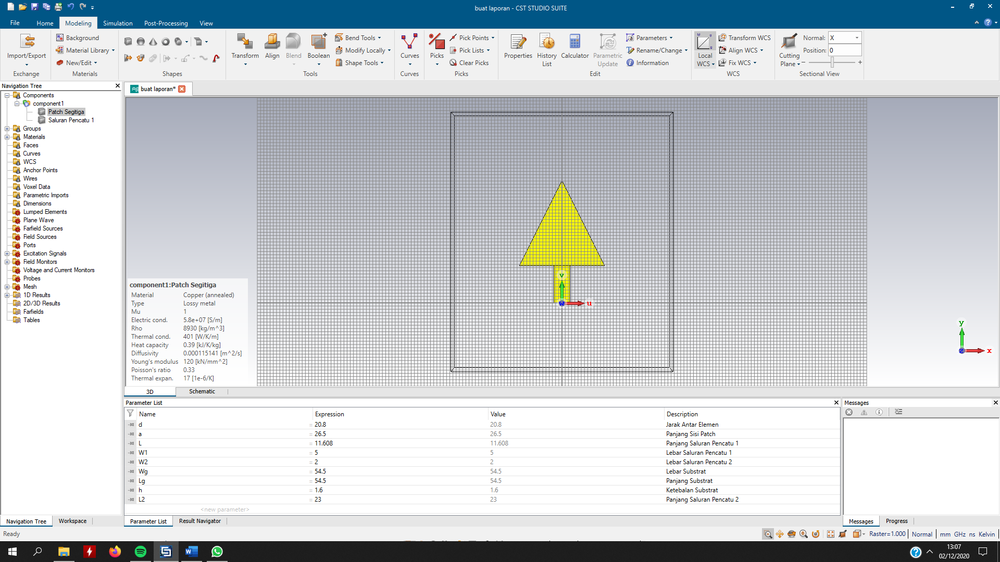 buat laporan - CST STUDIO SUITE
File Home Modeling Simulation Post-Processing View
Import/Export
Exchange
Background
Material Library
New/Edit
Materials
Shapes
Transform Align Blend Boolean
Bend Tools
Modify Locally
Shape Tools
Tools
Curves
Curves
Picks
Pick Points
Pick Lists
Clear Picks
Picks
Properties History List Calculator Parametric Update
Parameters
Rename/Change
Information
Edit
Local WCS
Transform WCS
Align WCS
Fix WCS
WCS
Cutting Plane
Normal: X
Position: 0
Sectional View
Navigation Tree
buat laporan*
Components
component1
Patch Segitiga
Saluran Pencatu 1
Groups
Materials
Faces
Curves
WCS
Anchor Points
Wires
Voxel Data
Parametric Imports
Dimensions
Lumped Elements
Plane Wave
Farfield Sources
Field Sources
Ports
Excitation Signals
Field Monitors
Voltage and Current Monitors
Probes
Mesh
1D Results
2D/3D Results
Farfields
Tables
v
w u
y
z x
component1:Patch Segitiga
Material Copper (annealed)
Type Lossy metal
Mu 1
Electric cond. 5.8e+07 [S/m]
Rho 8930 [kg/m^3]
Thermal cond. 401 [W/K/m]
Heat capacity 0.39 [kJ/K/kg]
Diffusivity 0.000115141 [m^2/s]
Young's modulus 120 [kN/mm^2]
Poisson's ratio 0.33
Thermal expan. 17 [1e-6/K]
3D Schematic
Parameter List
Name Expression Value Description
d = 20.8 20.8 Jarak Antar Elemen
a = 26.5 26.5 Panjang Sisi Patch
L = 11.608 11.608 Panjang Saluran Pencatu 1
W1 = 5 5 Lebar Saluran Pencatu 1
W2 = 2 2 Lebar Saluran Pencatu 2
Wg = 54.5 54.5 Lebar Substrat
Lg = 54.5 54.5 Panjang Substrat
h = 1.6 1.6 Ketebalan Substrat
L2 = 23 23 Panjang Saluran Pencatu 2
<new parameter>
Messages
Navigation Tree Workspace
Parameter List Result Navigator
Messages Progress
Ready
Raster=1.000 Normal mm GHz ns Kelvin
13:07
02/12/2020